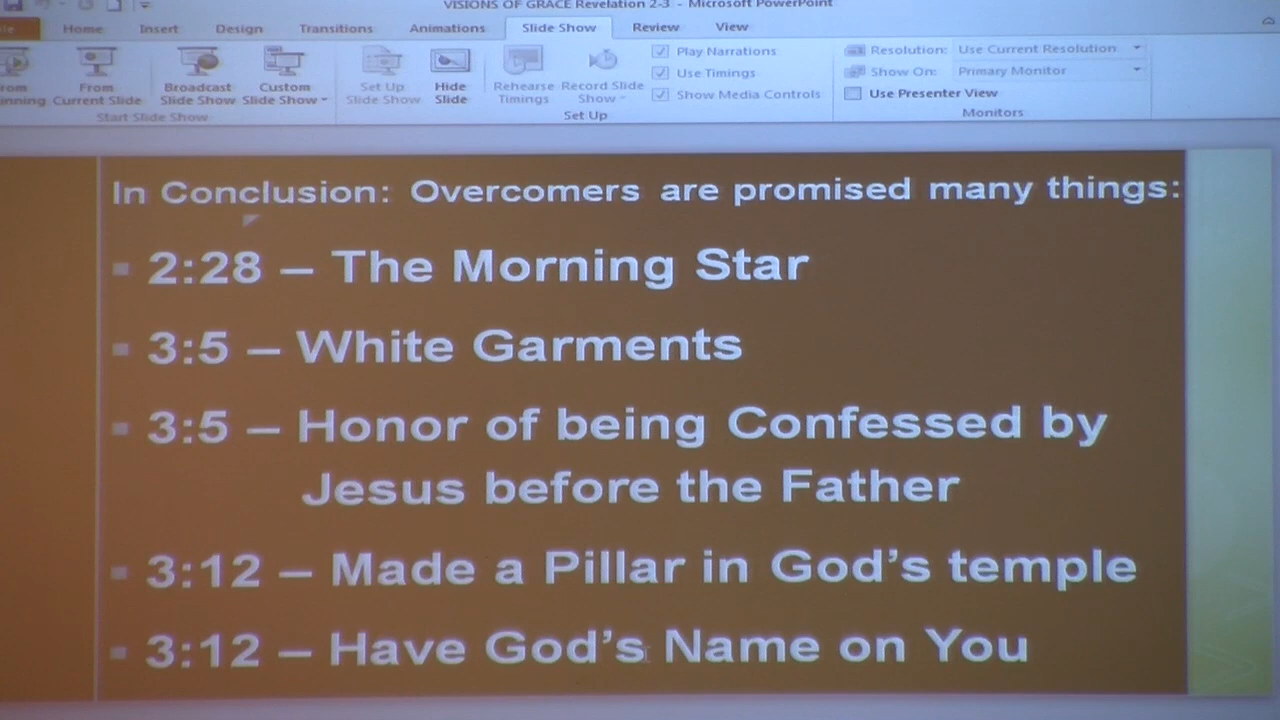 VISIONS OF GRACE Revelation 2-3 - Microsoft PowerPoint
Home Insert Design Transitions Animations Slide Show Review View
From Current Slide
Broadcast Slide Show
Custom Slide Show
Set Up Slide Show
Hide Slide
Rehearse Timings
Record Slide Show
Play Narrations
Use Timings
Show Media Controls
Resolution: Use Current Resolution
Show On: Primary Monitor
Use Presenter View
Start Slide Show Set Up Monitors
In Conclusion: Overcomers are promised many things:
2:28 – The Morning Star
3:5 – White Garments
3:5 – Honor of being Confessed by
Jesus before the Father
3:12 – Made a Pillar in God's temple
3:12 – Have God's Name on You